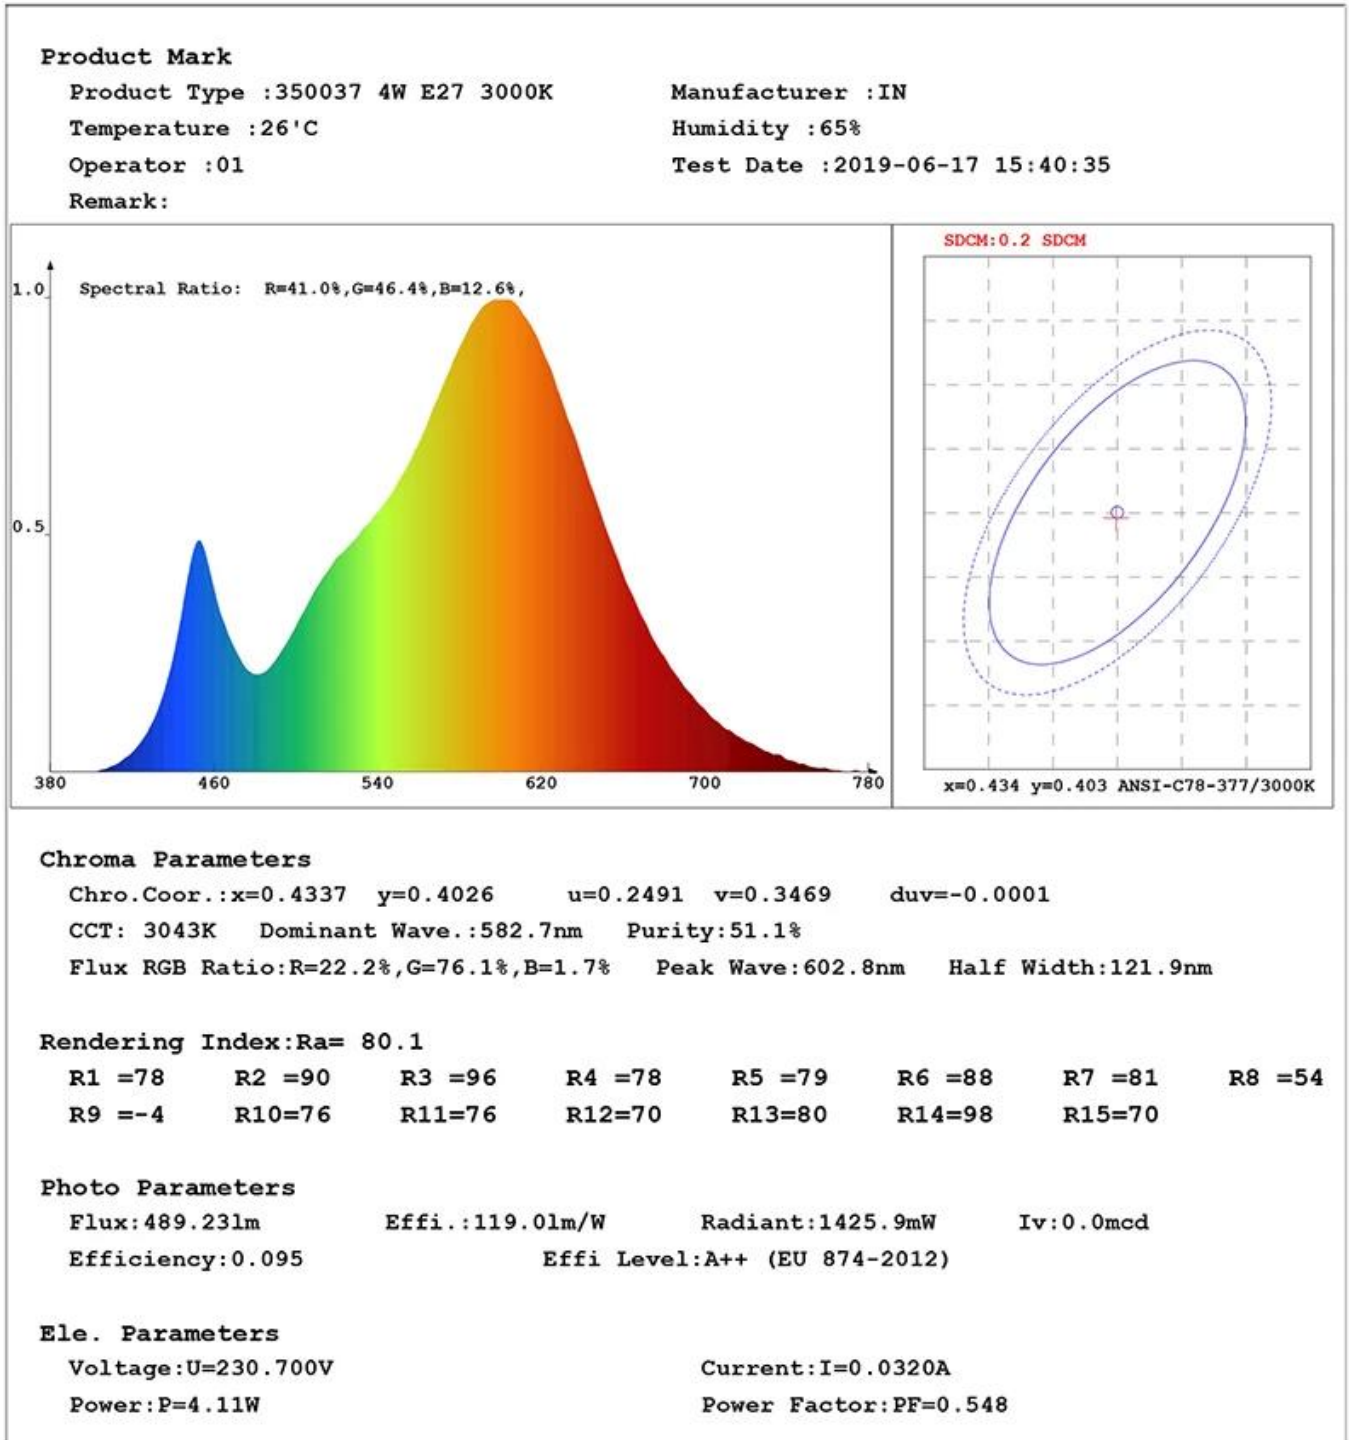 Product Mark
Product Type :350037 4W E27 3000K Manufacturer :IN
Temperature :26'C Humidity :65%
Operator :01 Test Date :2019-06-17 15:40:35
Remark:
SDCM:0.2 SDCM
1.0 Spectral Ratio: R=41.0%,G=46.4%,B=12.6%,
0.5
380 460 540 620 700 780
x=0.434 y=0.403 ANSI-C78-377/3000K
Chroma Parameters
Chro.Coor.:x=0.4337 y=0.4026 u=0.2491 v=0.3469 duv=-0.0001
CCT: 3043K Dominant Wave.:582.7nm Purity:51.1%
Flux RGB Ratio:R=22.2%,G=76.1%,B=1.7% Peak Wave:602.8nm Half Width:121.9nm
Rendering Index:Ra= 80.1
R1 =78 R2 =90 R3 =96 R4 =78 R5 =79 R6 =88 R7 =81 R8 =54
R9 =-4 R10=76 R11=76 R12=70 R13=80 R14=98 R15=70
Photo Parameters
Flux:489.23lm Effi.:119.0lm/W Radiant:1425.9mW Iv:0.0mcd
Efficiency:0.095 Effi Level:A++ (EU 874-2012)
Ele. Parameters
Voltage:U=230.700V Current:I=0.0320A
Power:P=4.11W Power Factor:PF=0.548